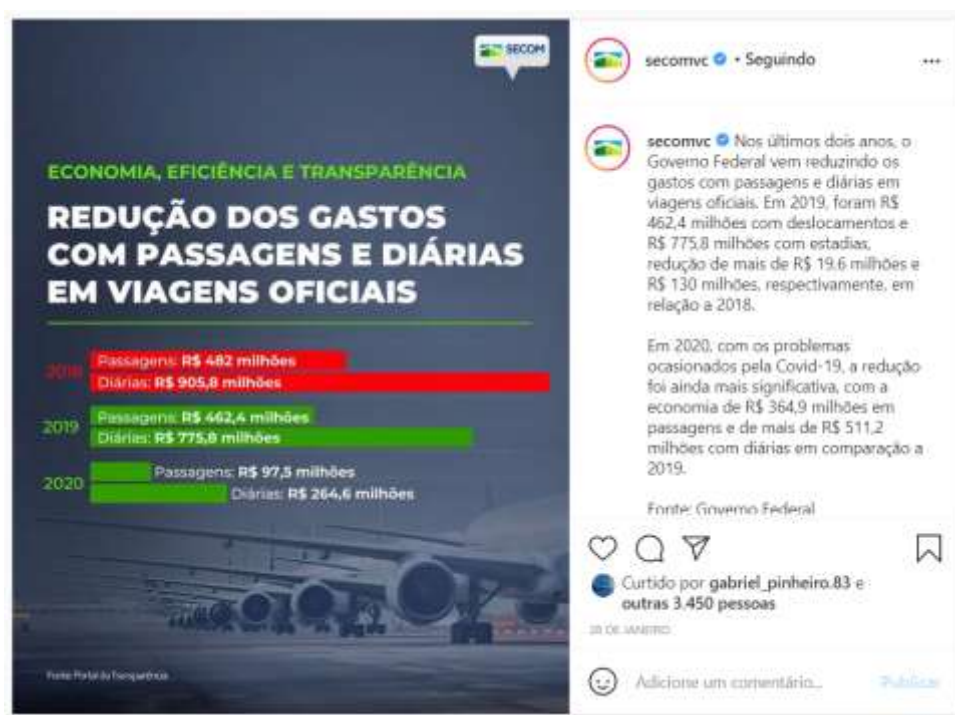 SECOM
ECONOMIA, EFICIÊNCIA E TRANSPARÊNCIA
REDUÇÃO DOS GASTOS
COM PASSAGENS E DIÁRIAS
EM VIAGENS OFICIAIS
2018
Passagens: R$ 482 milhões
Diárias: R$ 905,8 milhões
2019
Passagens: R$ 462,4 milhões
Diárias: R$ 775,8 milhões
2020
Passagens: R$ 97,5 milhões
Diárias: R$ 264,6 milhões
Fonte: Portal da Transparência
secomvc • Seguindo
secomvc Nos últimos dois anos, o
Governo Federal vem reduzindo os
gastos com passagens e diárias em
viagens oficiais. Em 2019, foram R$
462,4 milhões com deslocamentos e
R$ 775,8 milhões com estadias,
redução de mais de R$ 19,6 milhões e
R$ 130 milhões, respectivamente, em
relação a 2018.
Em 2020, com os problemas
ocasionados pela Covid-19, a redução
foi ainda mais significativa, com a
economia de R$ 364,9 milhões em
passagens e de mais de R$ 511,2
milhões com diárias em comparação a
2019.
Fonte: Governo Federal
Curtido por gabriel_pinheiro.83 e
outras 3.450 pessoas
28 DE JANEIRO
Adicione um comentário...
Publicar